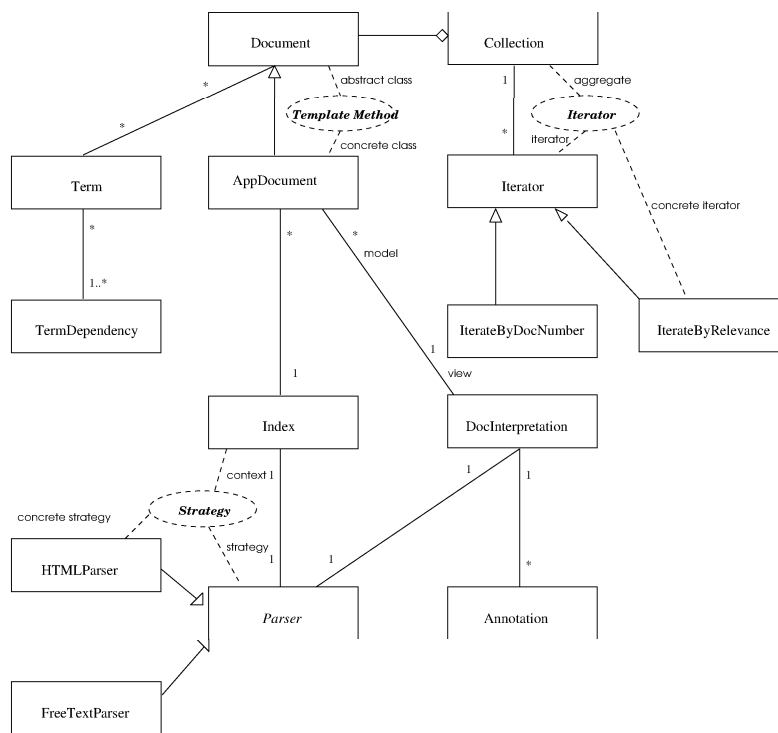 Document
Collection
abstract class
1
aggregate
*
*
Template Method
Iterator
*
iterator
concrete class
Term
AppDocument
Iterator
concrete iterator
*
*
*
model
1..*
TermDependency
IterateByDocNumber
IterateByRelevance
1
1
view
Index
DocInterpretation
context 1
1
1
Strategy
concrete strategy
strategy
1
1
*
HTMLParser
Parser
Annotation
FreeTextParser